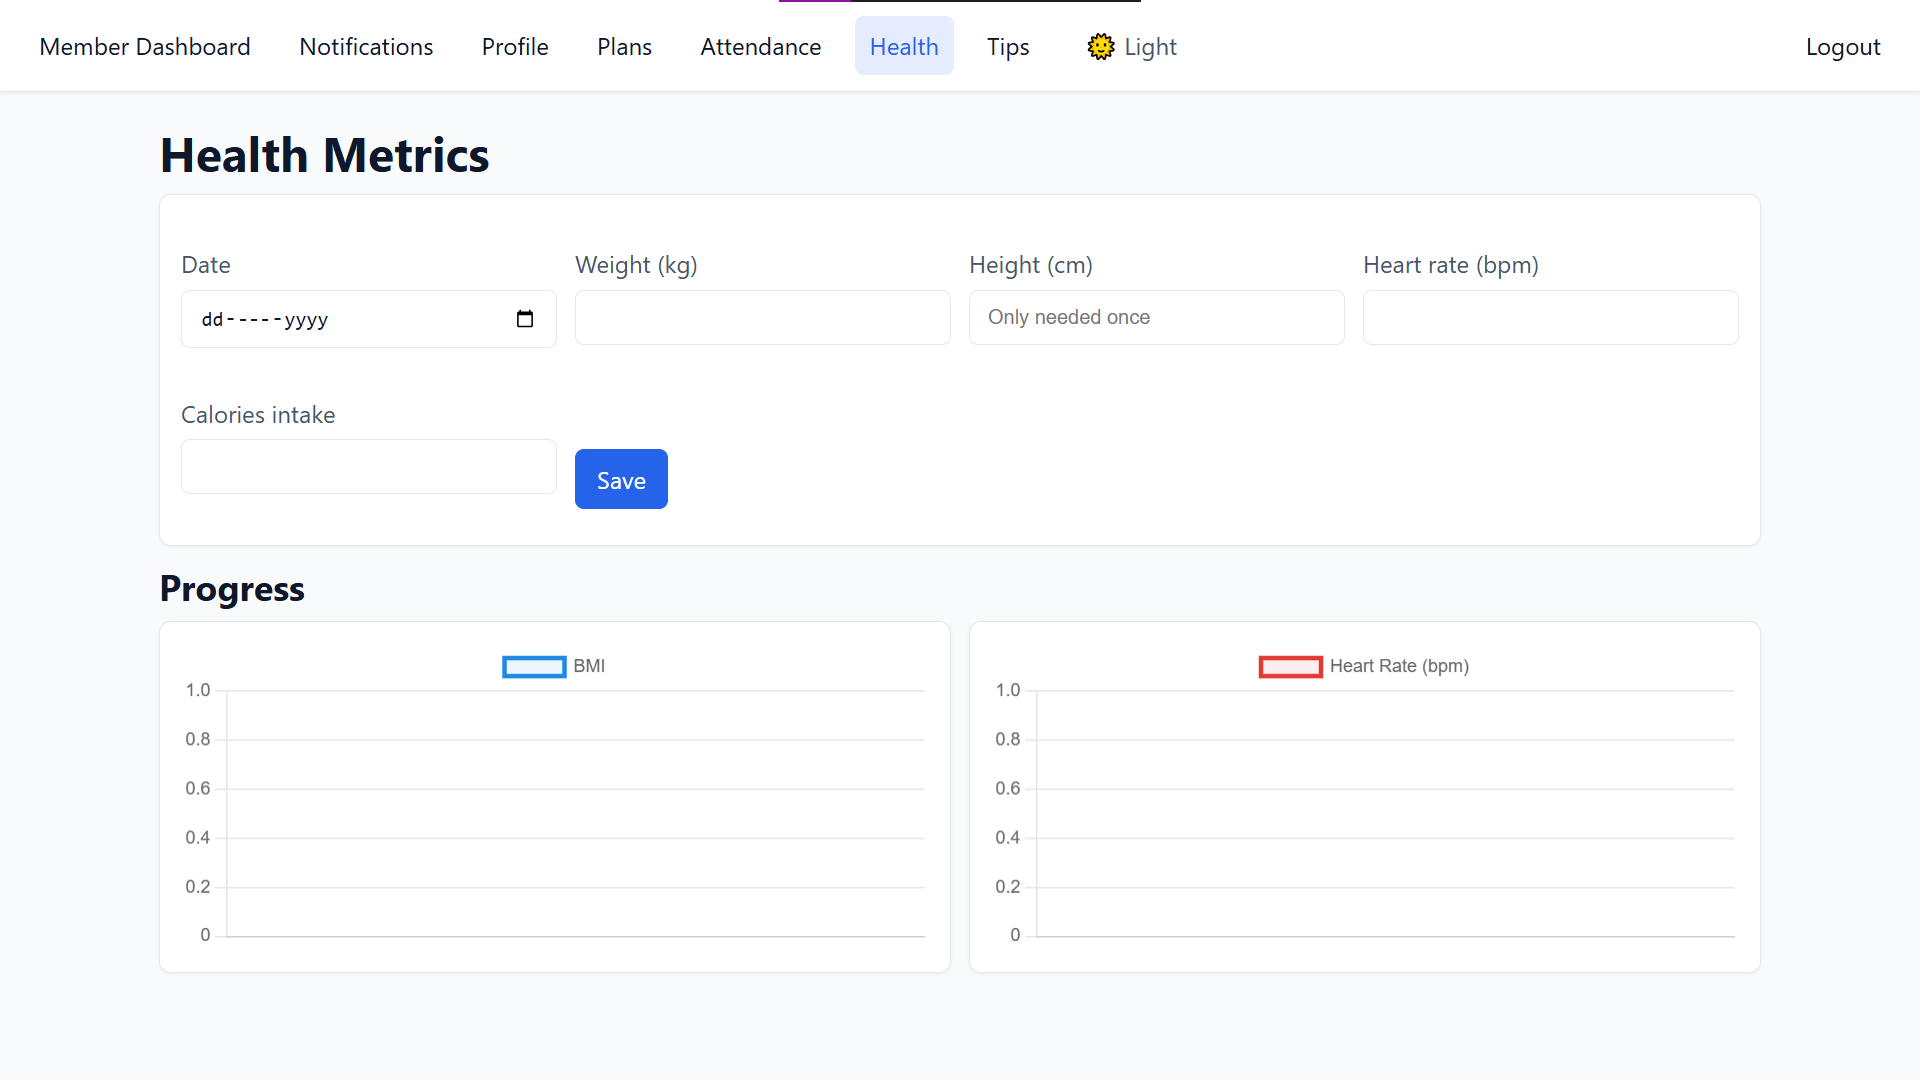 Member Dashboard Notifications Profile Plans Attendance Health Tips 🌞 Light Logout
Health Metrics
Date Weight (kg) Height (cm) Heart rate (bpm)
dd-----yyyy Only needed once
Calories intake
Save
Progress
BMI
1.0
0.8
0.6
0.4
0.2
0
Heart Rate (bpm)
1.0
0.8
0.6
0.4
0.2
0